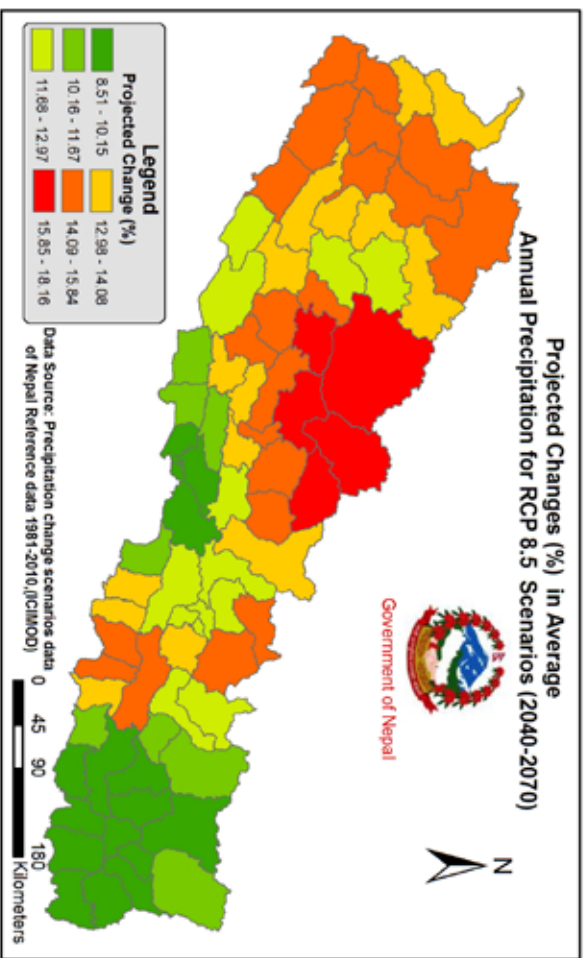 Projected Changes (%) in Average
Annual Precipitation for RCP 8.5 Scenarios (2040-2070)
N
Government of Nepal
Legend
Projected Change (%)
8.51 - 10.15
10.16 - 11.67
11.68 - 12.97
12.98 - 14.08
14.09 - 15.84
15.85 - 18.16
Data Source: Precipitation change scenarios data
of Nepal Reference data 1981-2010,(ICIMOD)
0 45 90 180
Kilometers